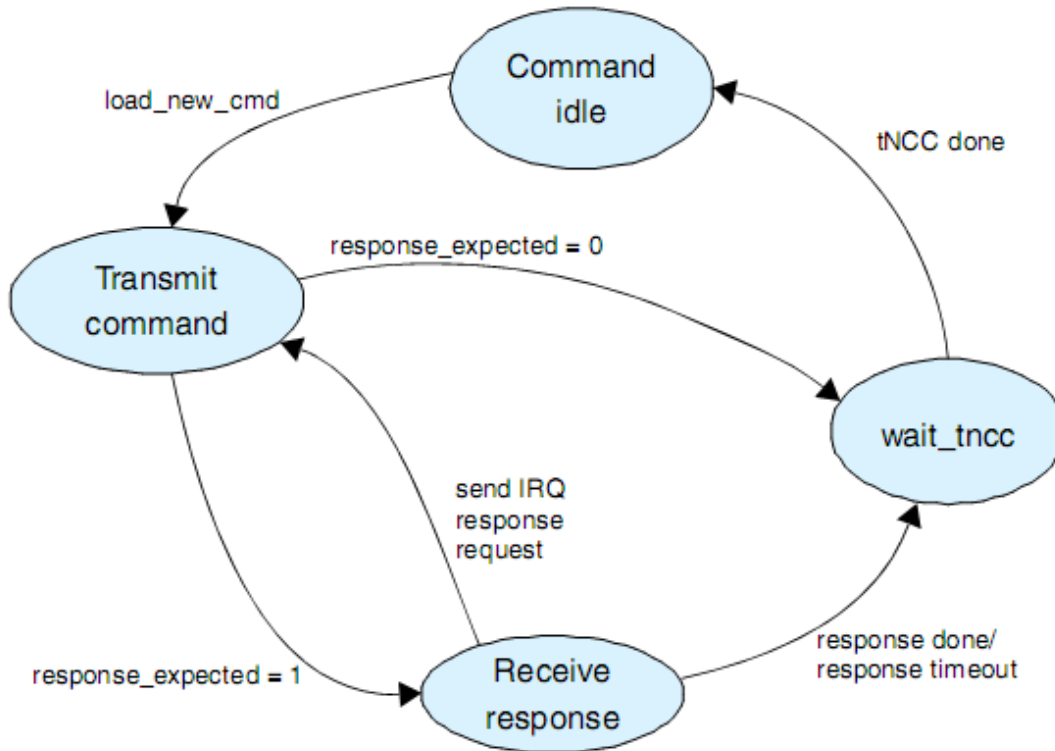 Command
idle
load_new_cmd
tNCC done
response_expected = 0
Transmit
command
wait_tncc
send IRQ
response
request
response done/
response timeout
response_expected = 1
Receive
response